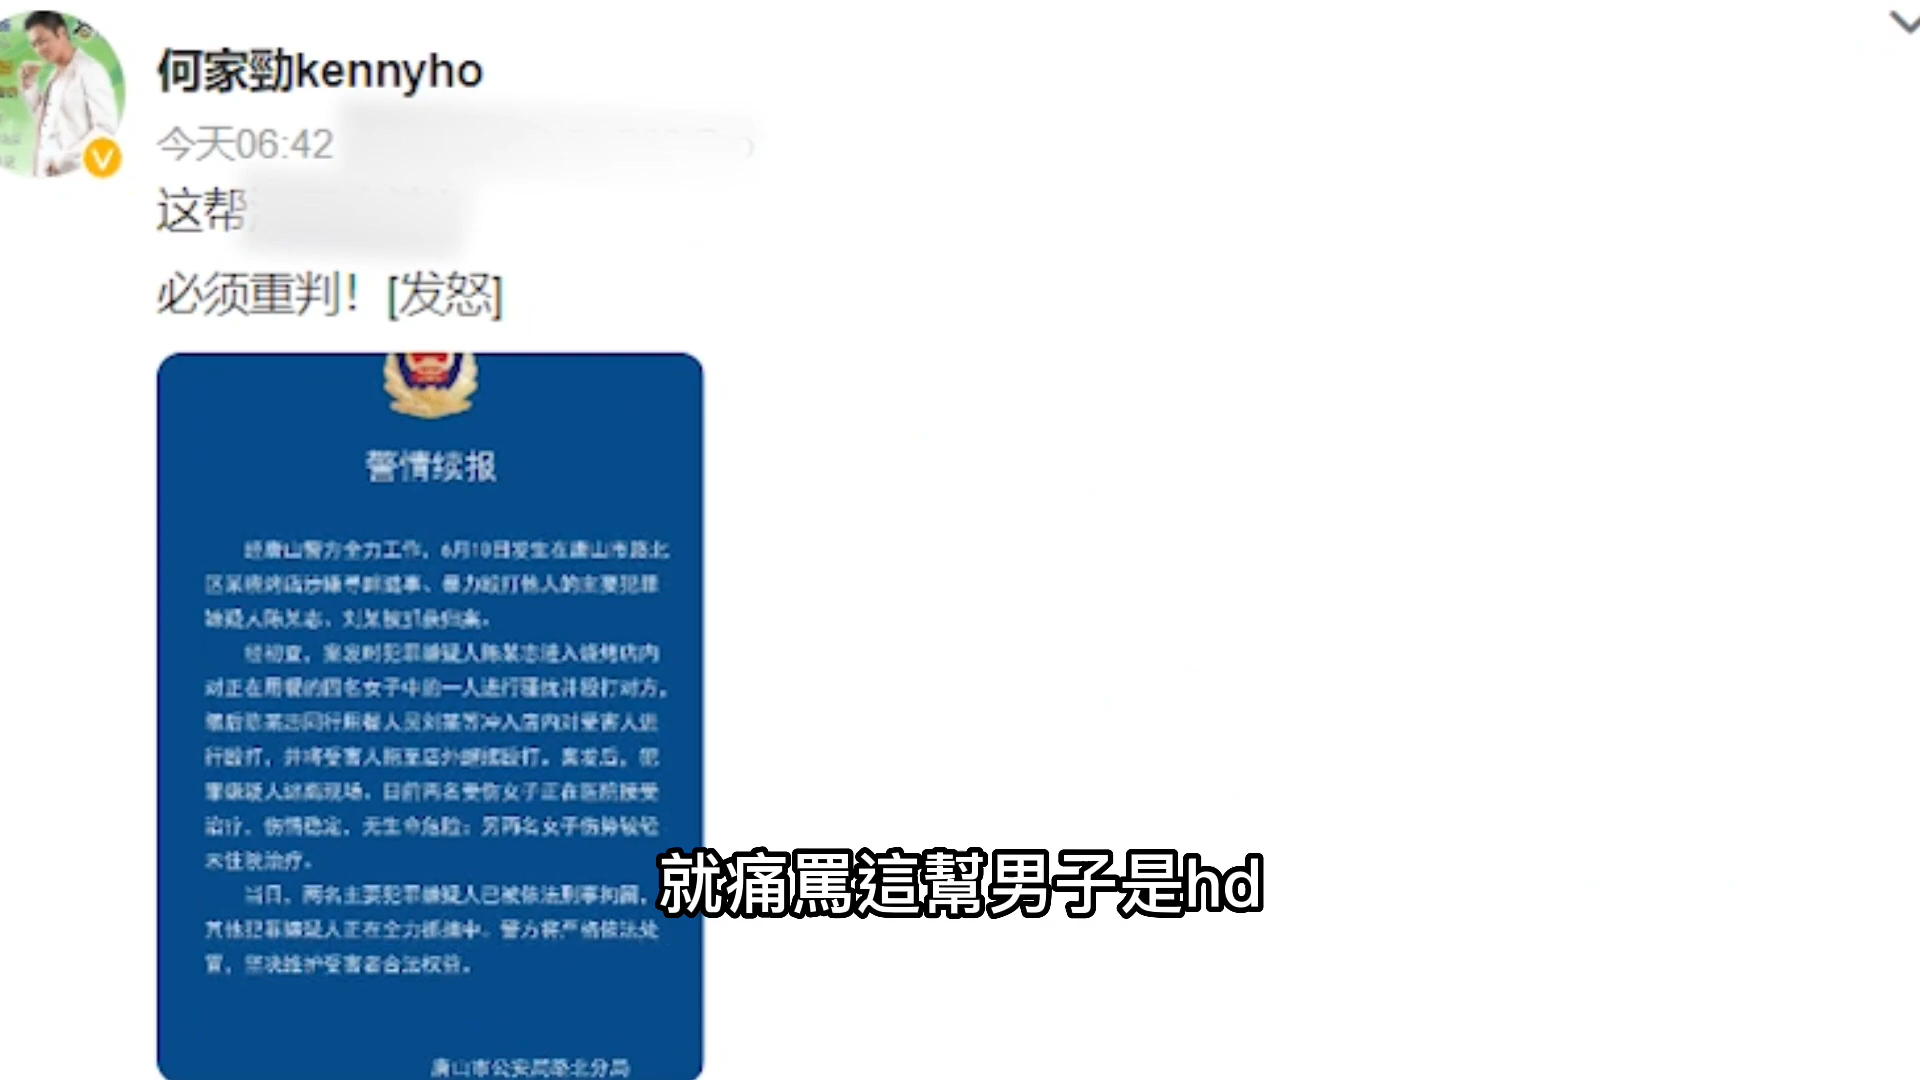 何家勁kennyho
今天06:42
这帮
必须重判！[发怒]
警情续报
经唐山警方全力工作，6月10日发生在唐山市路北
区某烧烤店涉嫌寻衅滋事、暴力殴打他人的主要犯罪
嫌疑人陈某志、刘某被抓获归案。
经初查，案发时犯罪嫌疑人陈某志进入烧烤店内
对正在用餐的四名女子中的一人进行骚扰并殴打对方，
随后陈某志同行用餐人员刘某等冲入店内对受害人进
行殴打，并将受害人拖至店外继续殴打。案发后，犯
罪嫌疑人逃离现场。目前两名受伤女子正在医院接受
治疗，伤情稳定，无生命危险；另两名女子伤势较轻
未住院治疗。
当日，两名主要犯罪嫌疑人已被依法刑事拘留，
其他犯罪嫌疑人正在全力抓捕中。警方将严格依法处
置，坚决维护受害者合法权益。
唐山市公安局路北分局
就痛罵這幫男子是hd